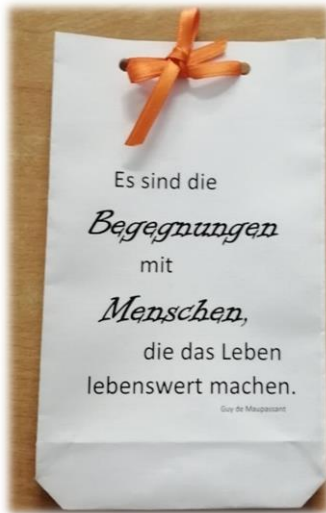 Es sind die
Begegnungen
mit
Menschen,
die das Leben
lebenswert machen.
Guy de Maupassant